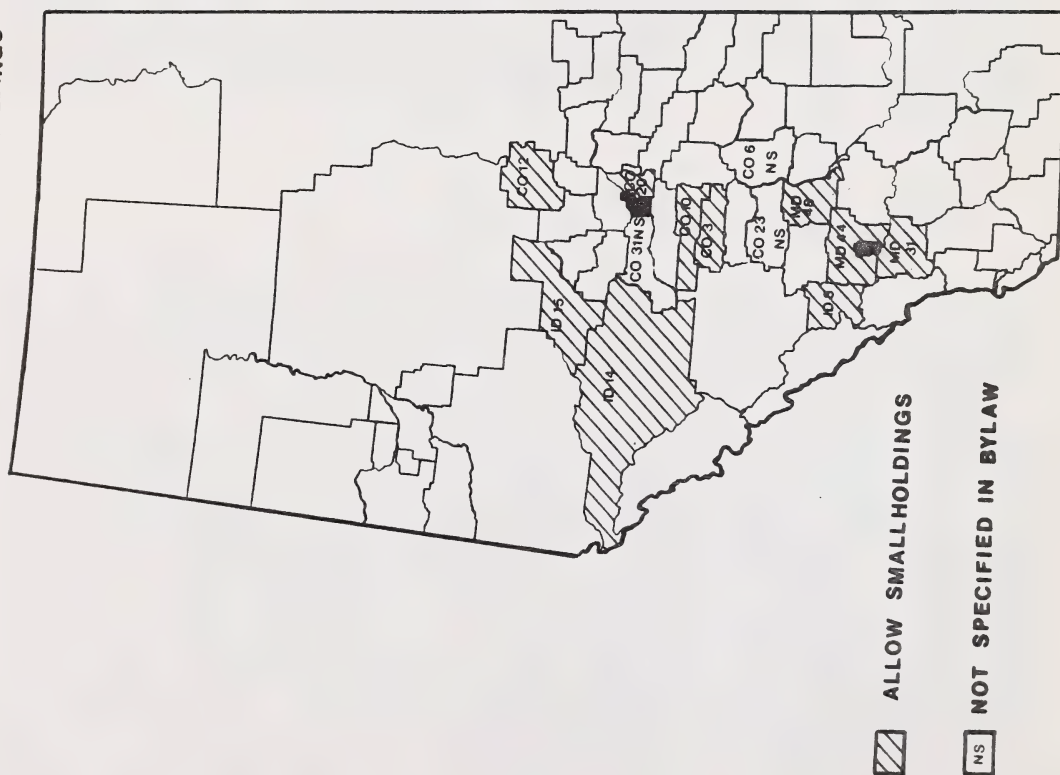 CO 12
ID 15
ID 14
CO 31 NS
CO 10
CO 3
CO 6
NS
CO 23
NS
MD
48
MD 44
ID 8
MD
31
ALLOW SMALLHOLDINGS
NS NOT SPECIFIED IN BYLAW